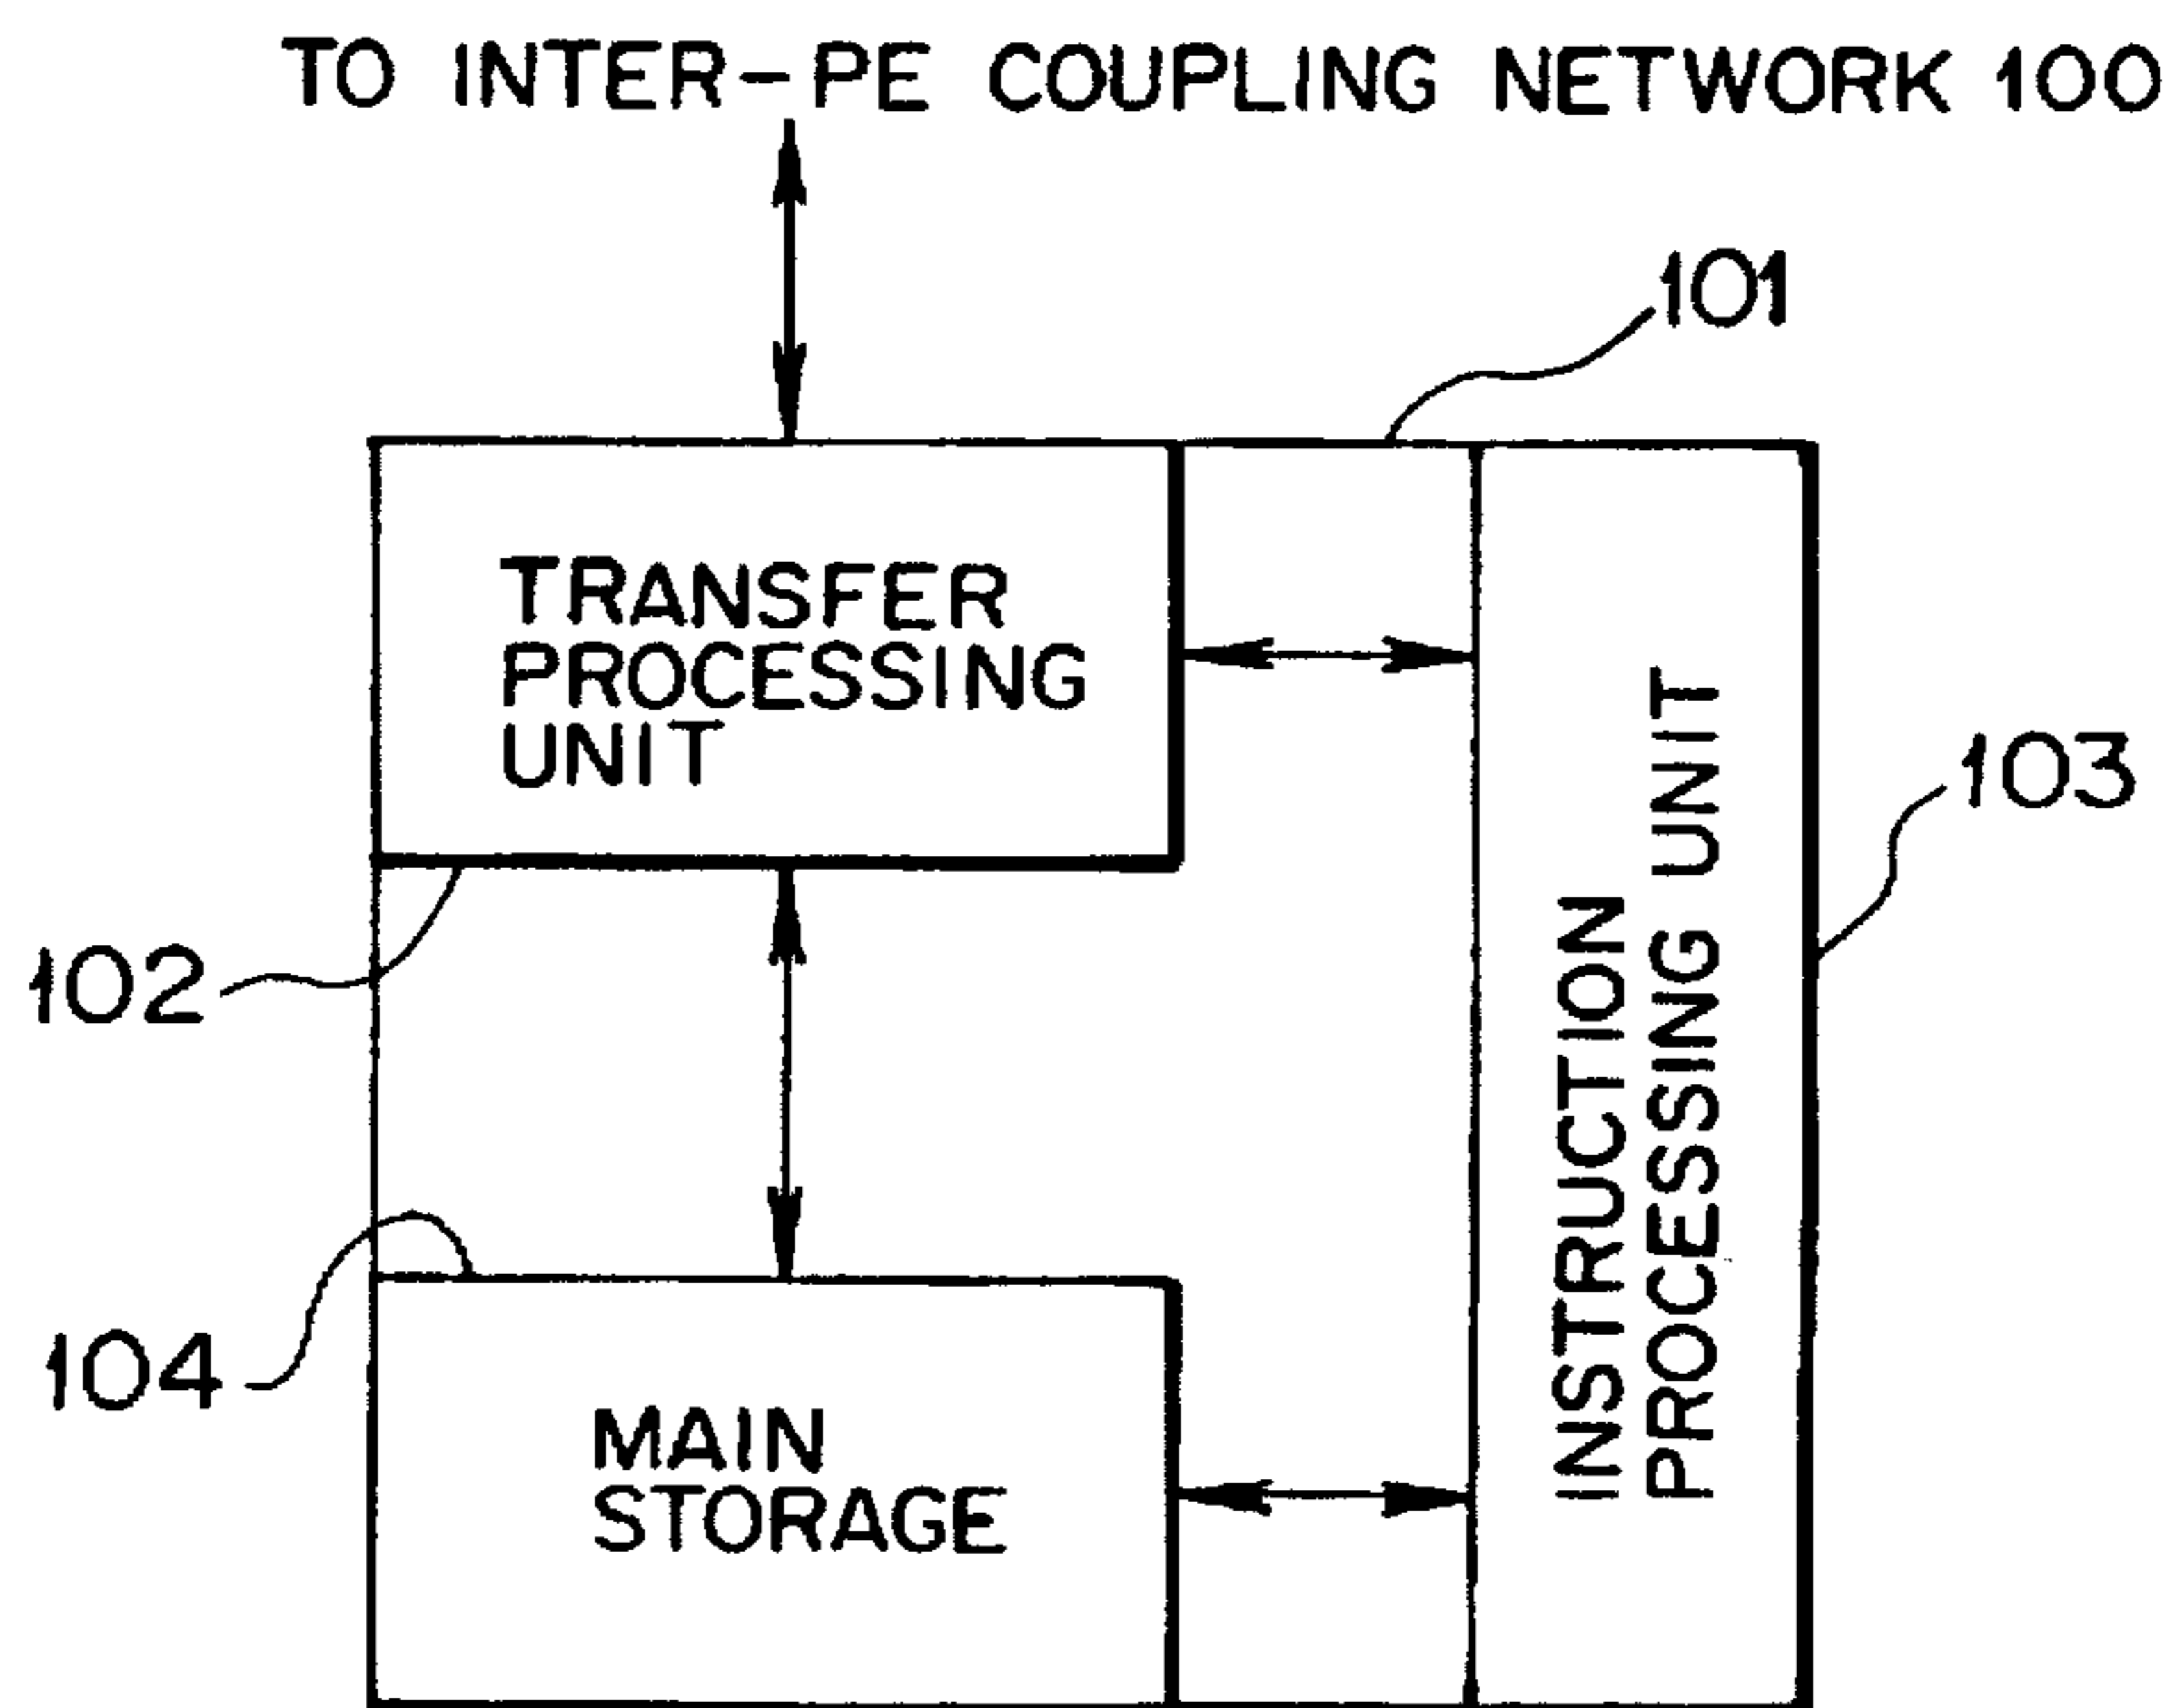 TO INTER-PE COUPLING NETWORK 100
101
TRANSFER
PROCESSING
UNIT
103
102
INSTRUCTION
PROCESSING UNIT
104
MAIN
STORAGE